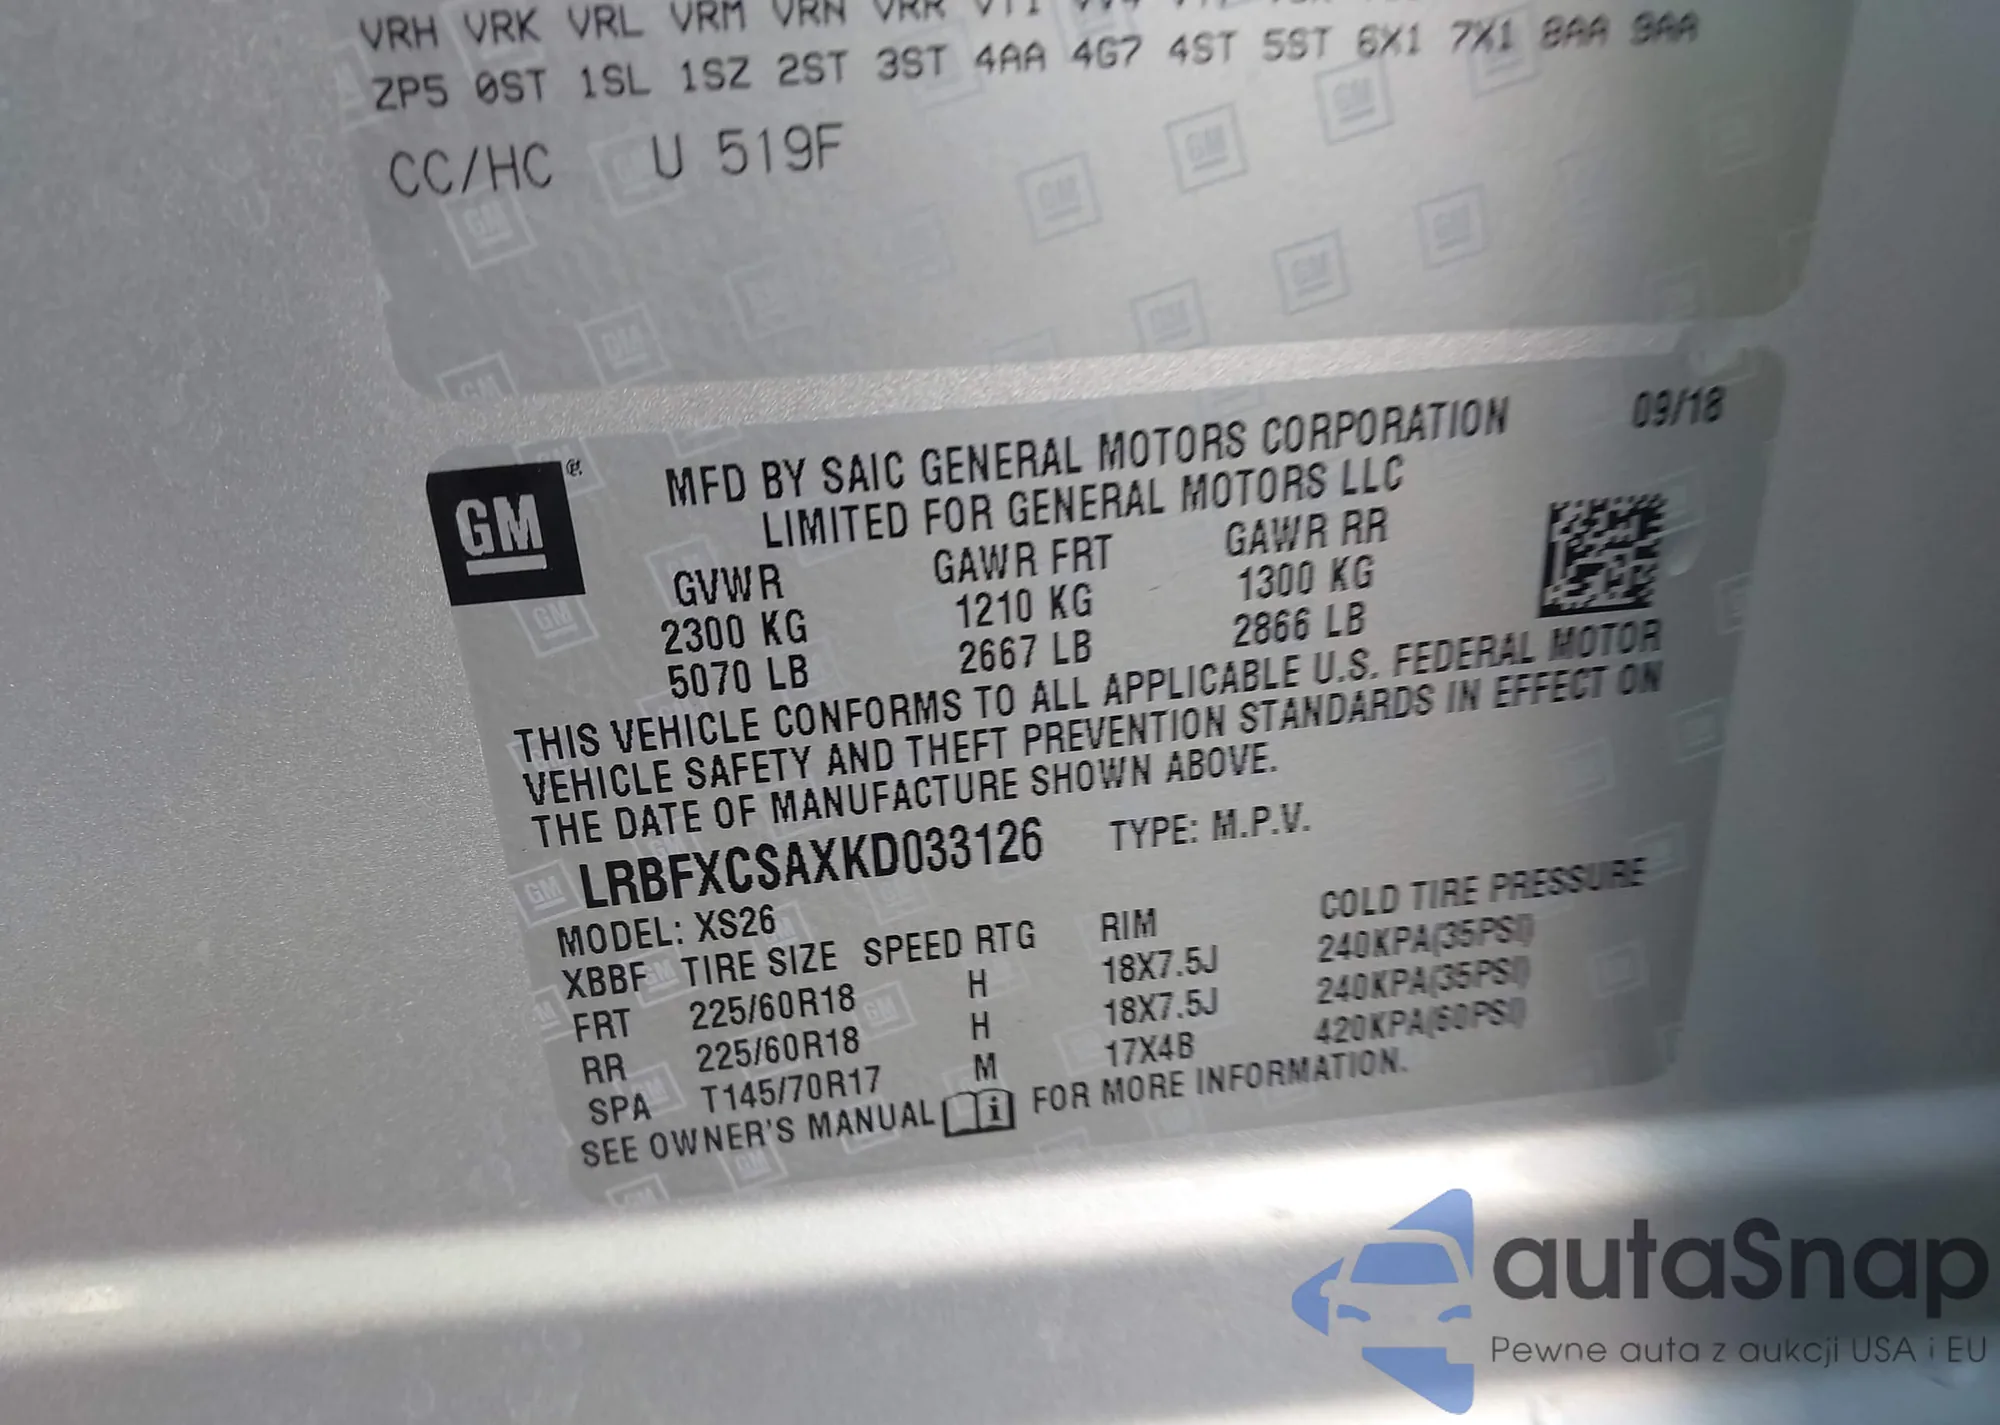 VRH VRK VRL VRM VRN VRR VT1
ZP5 0ST 1SL 1SZ 2ST 3ST 4AA 4G7 4ST 5ST 6X1 7X1 8AA 9AA
CC/HC U 519F
MFD BY SAIC GENERAL MOTORS CORPORATION 09/18
LIMITED FOR GENERAL MOTORS LLC
GM
GVWR GAWR FRT GAWR RR
2300 KG 1210 KG 1300 KG
5070 LB 2667 LB 2866 LB
THIS VEHICLE CONFORMS TO ALL APPLICABLE U.S. FEDERAL MOTOR
VEHICLE SAFETY AND THEFT PREVENTION STANDARDS IN EFFECT ON
THE DATE OF MANUFACTURE SHOWN ABOVE.
LRBFXCSAXKD033126 TYPE: M.P.V.
MODEL: XS26
XBBF TIRE SIZE SPEED RTG RIM COLD TIRE PRESSURE
FRT 225/60R18 H 18X7.5J 240KPA(35PSI)
RR 225/60R18 H 18X7.5J 240KPA(35PSI)
SPA T145/70R17 M 17X4B 420KPA(60PSI)
SEE OWNER'S MANUAL FOR MORE INFORMATION.
autaSnap
Pewne auta z aukcji USA i EU